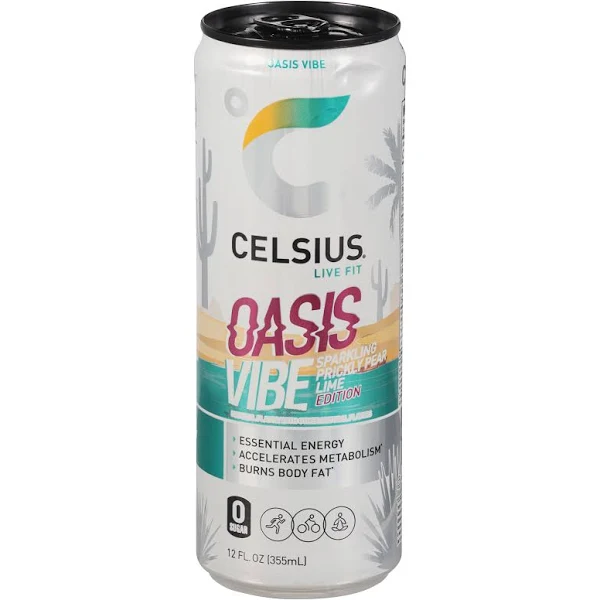 OASIS VIBE
CELSIUS®
LIVE FIT
OASIS
VIBE
SPARKLING
PRICKLY PEAR
LIME
EDITION
ESSENTIAL ENERGY
ACCELERATES METABOLISM*
BURNS BODY FAT*
0
SUGAR
12 FL. OZ (355mL)